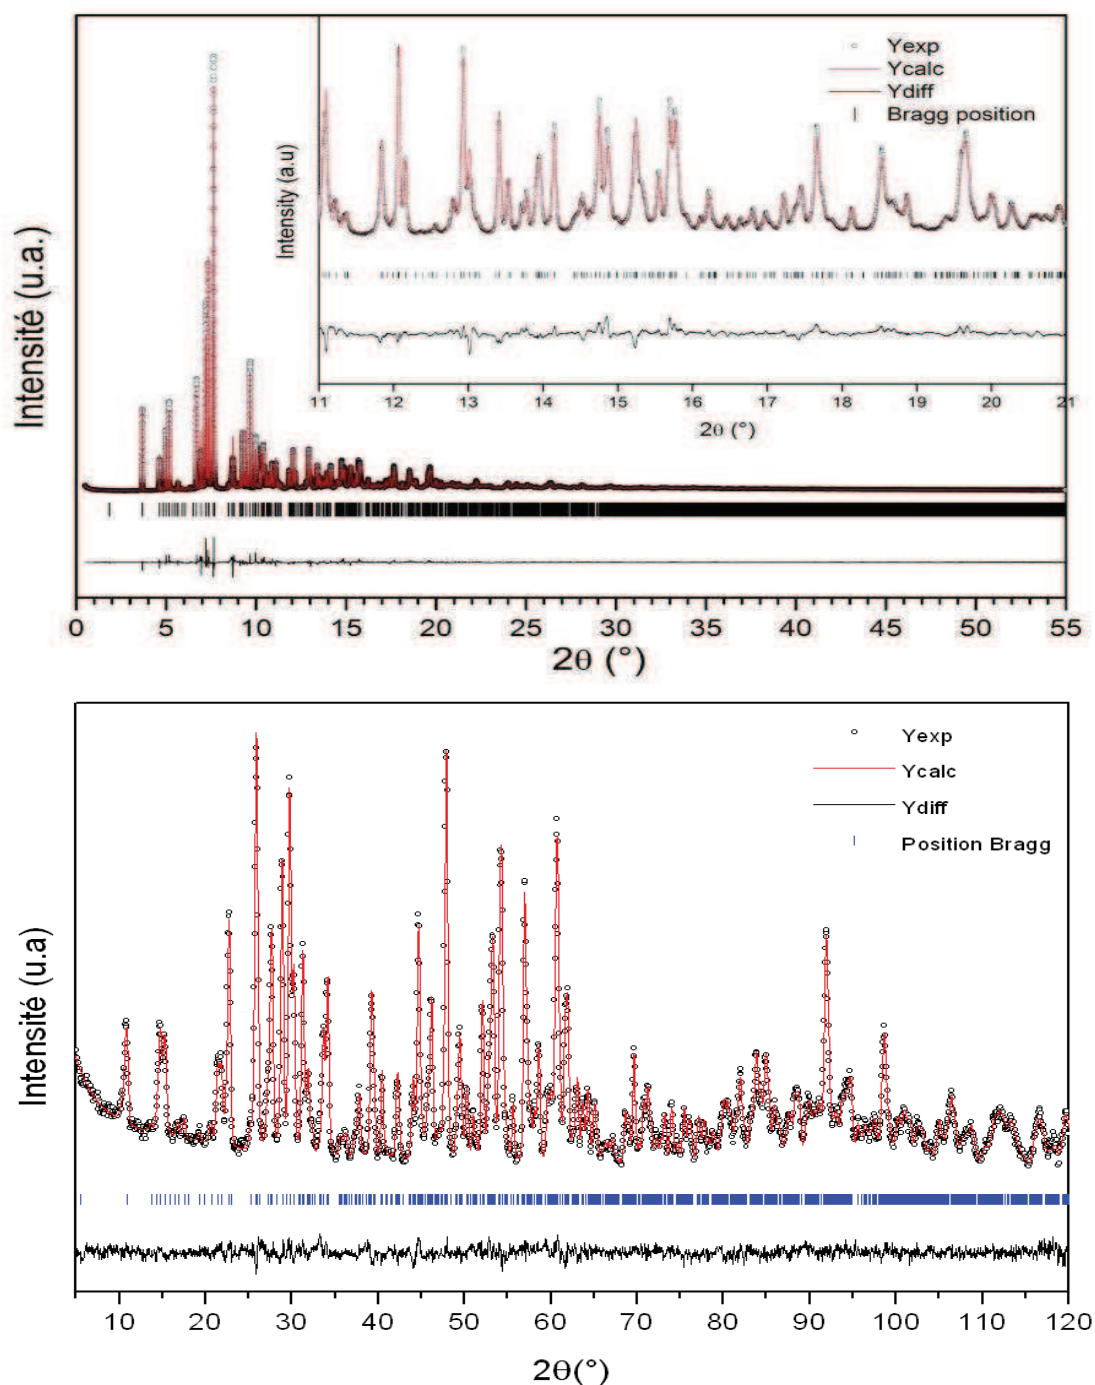 Yexp
Ycalc
Ydiff
Bragg position
Intensity (a.u)
11 12 13 14 15 16 17 18 19 20 21
2θ (°)
Intensité (u.a.)
0 5 10 15 20 25 30 35 40 45 50 55
2θ (°)
Yexp
Ycalc
Ydiff
Position Bragg
Intensité (u.a)
10 20 30 40 50 60 70 80 90 100 110 120
2θ(°)